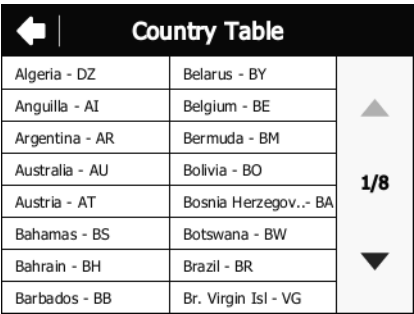 Country Table
Algeria - DZ
Anguilla - AI
Argentina - AR
Australia - AU
Austria - AT
Bahamas - BS
Bahrain - BH
Barbados - BB
Belarus - BY
Belgium - BE
Bermuda - BM
Bolivia - BO
Bosnia Herzegov..- BA
Botswana - BW
Brazil - BR
Br. Virgin Isl - VG
1/8